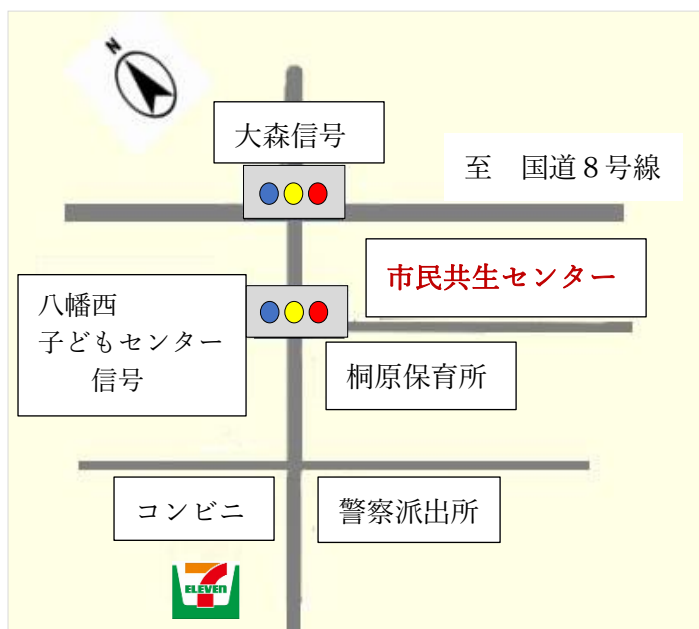 N
大森信号
至　国道８号線
市民共生センター
八幡西
子どもセンター
信号
桐原保育所
コンビニ
警察派出所
7
ELEVEN